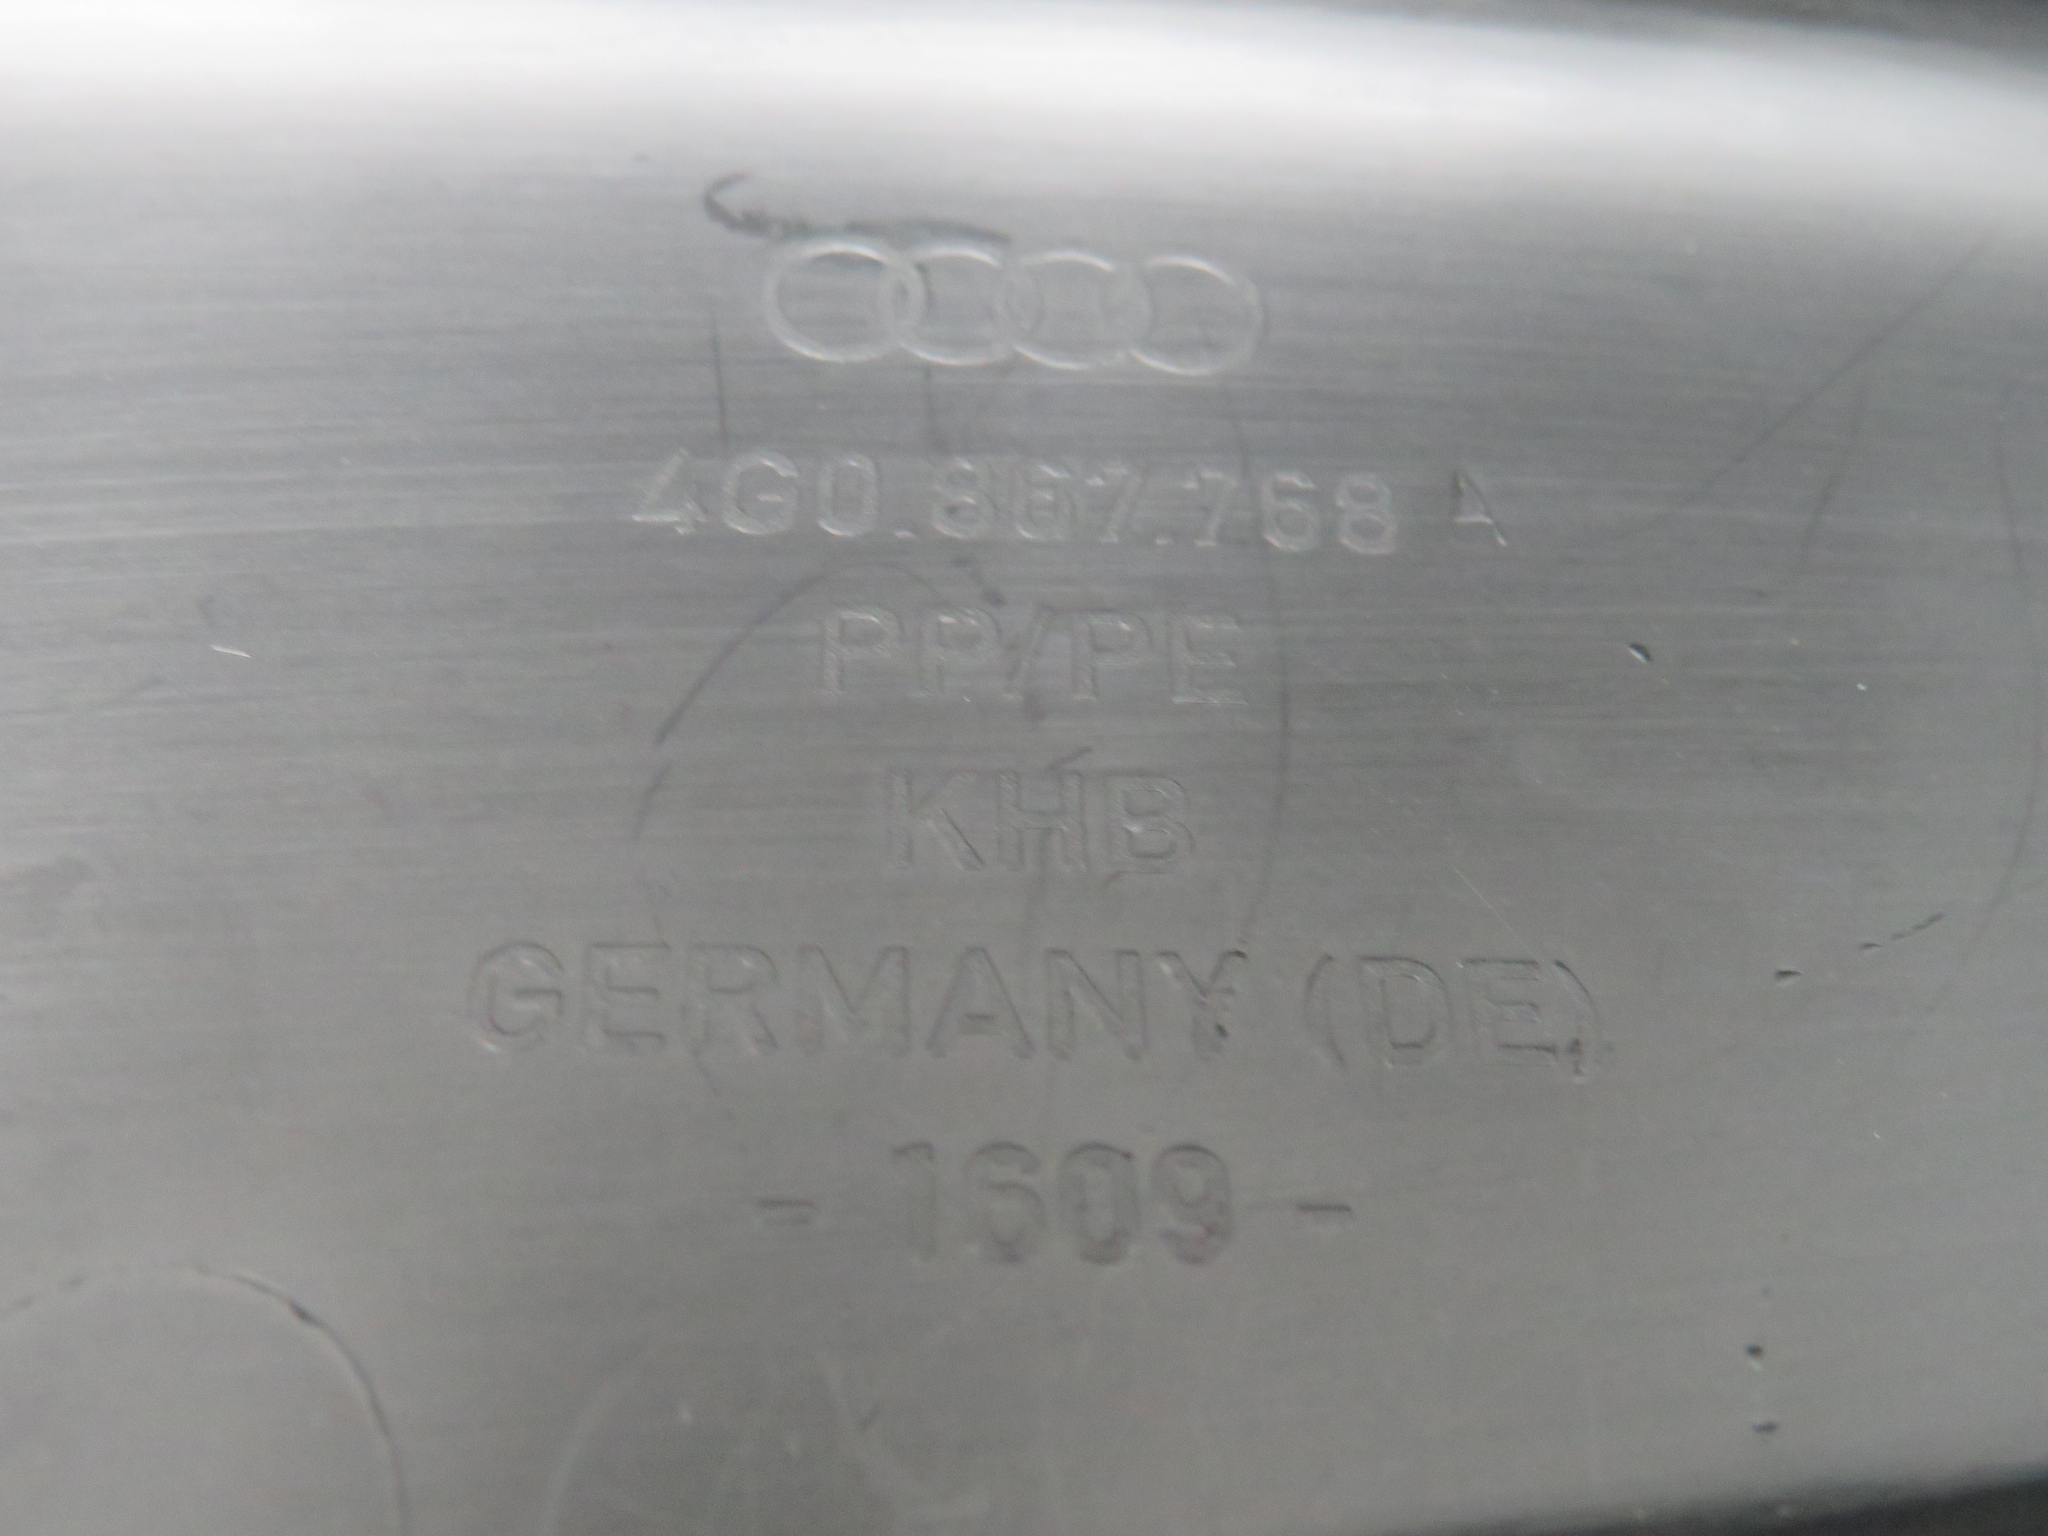 4G0.867.768 A
PP/PE
KHB
GERMANY (DE)
- 1609 -